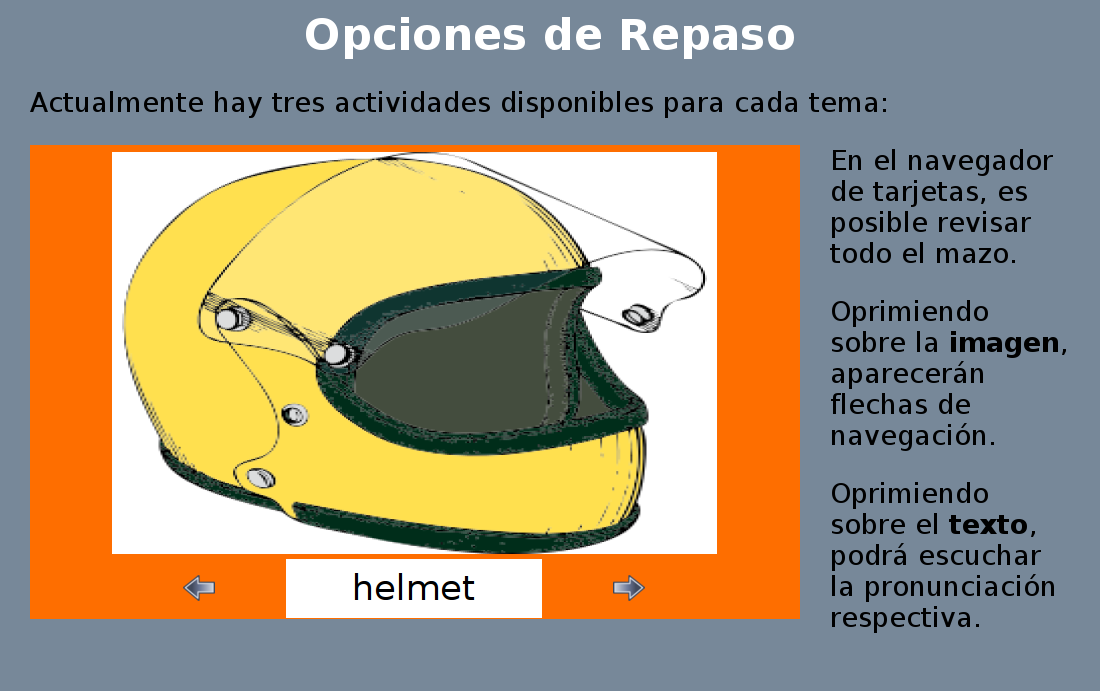 Opciones de Repaso
Actualmente hay tres actividades disponibles para cada tema:
En el navegador
de tarjetas, es
posible revisar
todo el mazo.
Oprimiendo
sobre la imagen,
aparecerán
flechas de
navegación.
Oprimiendo
sobre el texto,
podrá escuchar
la pronunciación
respectiva.
helmet